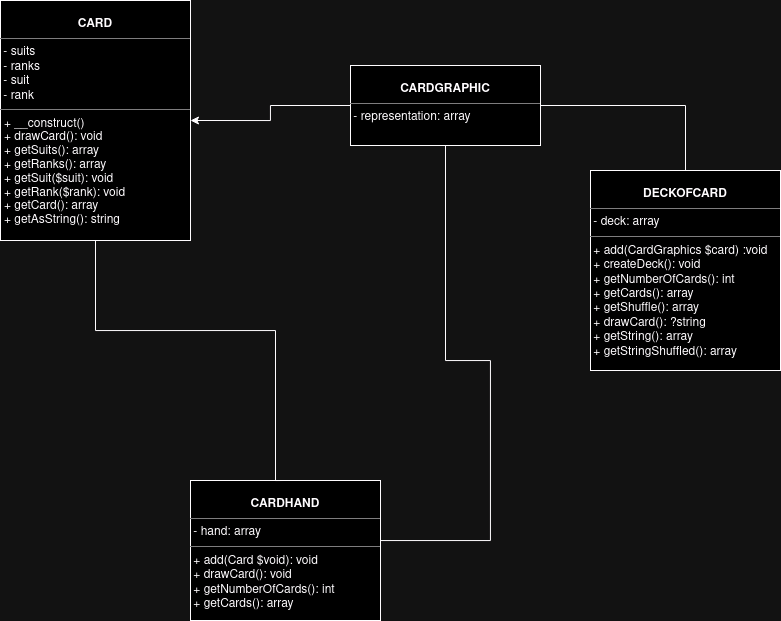 CARD
- suits
- ranks
- suit
- rank
+ __construct()
+ drawCard(): void
+ getSuits(): array
+ getRanks(): array
+ getSuit($suit): void
+ getRank($rank): void
+ getCard(): array
+ getAsString(): string
CARDGRAPHIC
- representation: array
DECKOFCARD
- deck: array
+ add(CardGraphics $card) :void
+ createDeck(): void
+ getNumberOfCards(): int
+ getCards(): array
+ getShuffle(): array
+ drawCard(): ?string
+ getString(): array
+ getStringShuffled(): array
CARDHAND
- hand: array
+ add(Card $void): void
+ drawCard(): void
+ getNumberOfCards(): int
+ getCards(): array